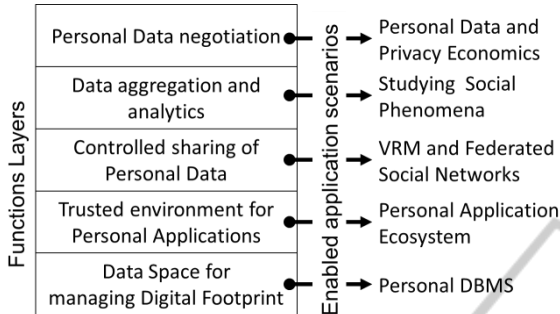 Functions Layers
Personal Data negotiation
Data aggregation and
analytics
Controlled sharing of
Personal Data
Trusted environment for
Personal Applications
Data Space for
managing Digital Footprint
Enabled application scenarios
Personal Data and
Privacy Economics
Studying Social
Phenomena
VRM and Federated
Social Networks
Personal Application
Ecosystem
Personal DBMS